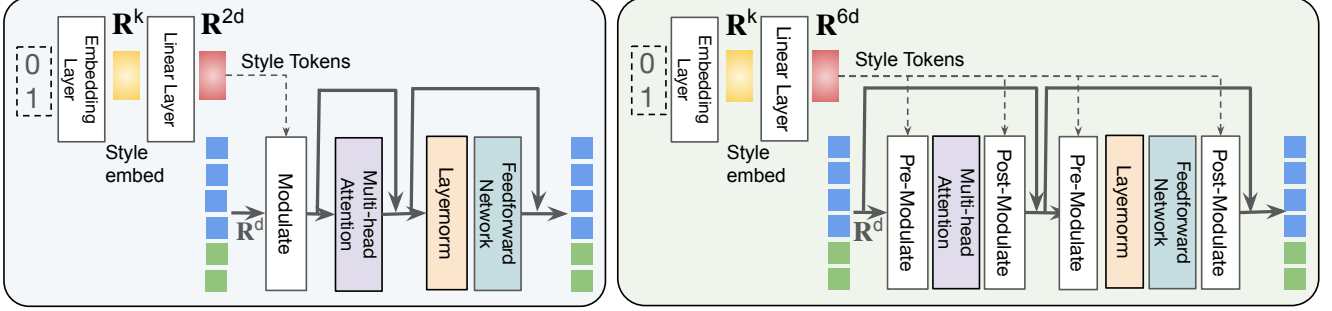 0
1
Embedding
Layer
R^k
Linear Layer
R^2d
Style Tokens
Style
embed
R^d
Modulate
Multi-head
Attention
Layernorm
Feedforward
Network
0
1
Embedding
Layer
R^k
Linear Layer
R^6d
Style Tokens
Style
embed
R^d
Pre-Modulate
Multi-head
Attention
Post-Modulate
Pre-Modulate
Layernorm
Feedforward
Network
Post-Modulate